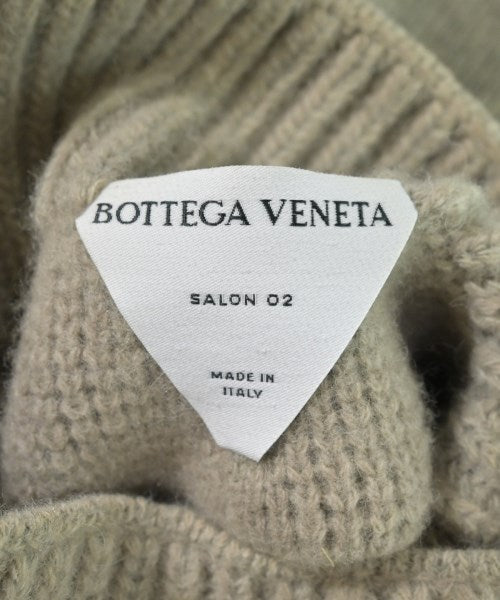 BOTTEGA VENETA
SALON 02
MADE IN
ITALY